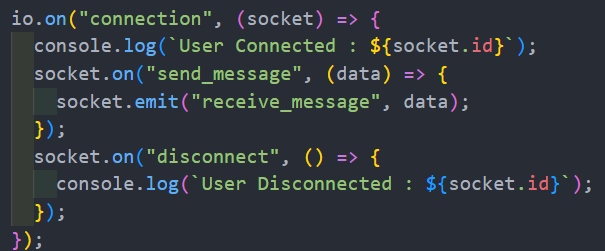 io.on("connection", (socket) => {
  console.log(`User Connected : ${socket.id}`);
  socket.on("send_message", (data) => {
    socket.emit("receive_message", data);
  });
  socket.on("disconnect", () => {
    console.log(`User Disconnected : ${socket.id}`);
  });
});